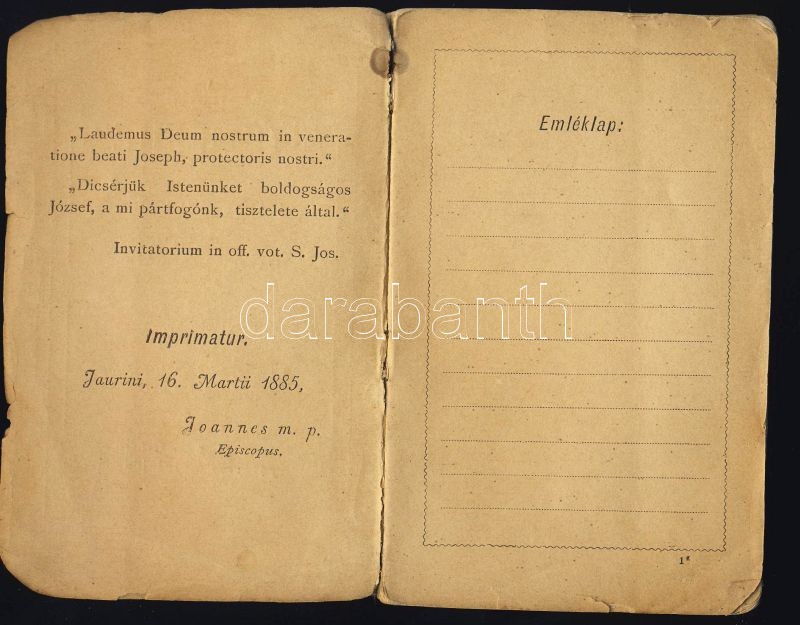 „Laudemus Deum nostrum in venera-
tione beati Joseph, protectoris nostri.“
„Dicsérjük Istenünket boldogságos
József, a mi pártfogónk, tisztelete által.“
Invitatorium in off. vot. S. Jos.
Imprimatur.
Jaurini, 16. Martii 1885,
Joannes m. p.
Episcopus.
Emléklap:
1*
darabanth